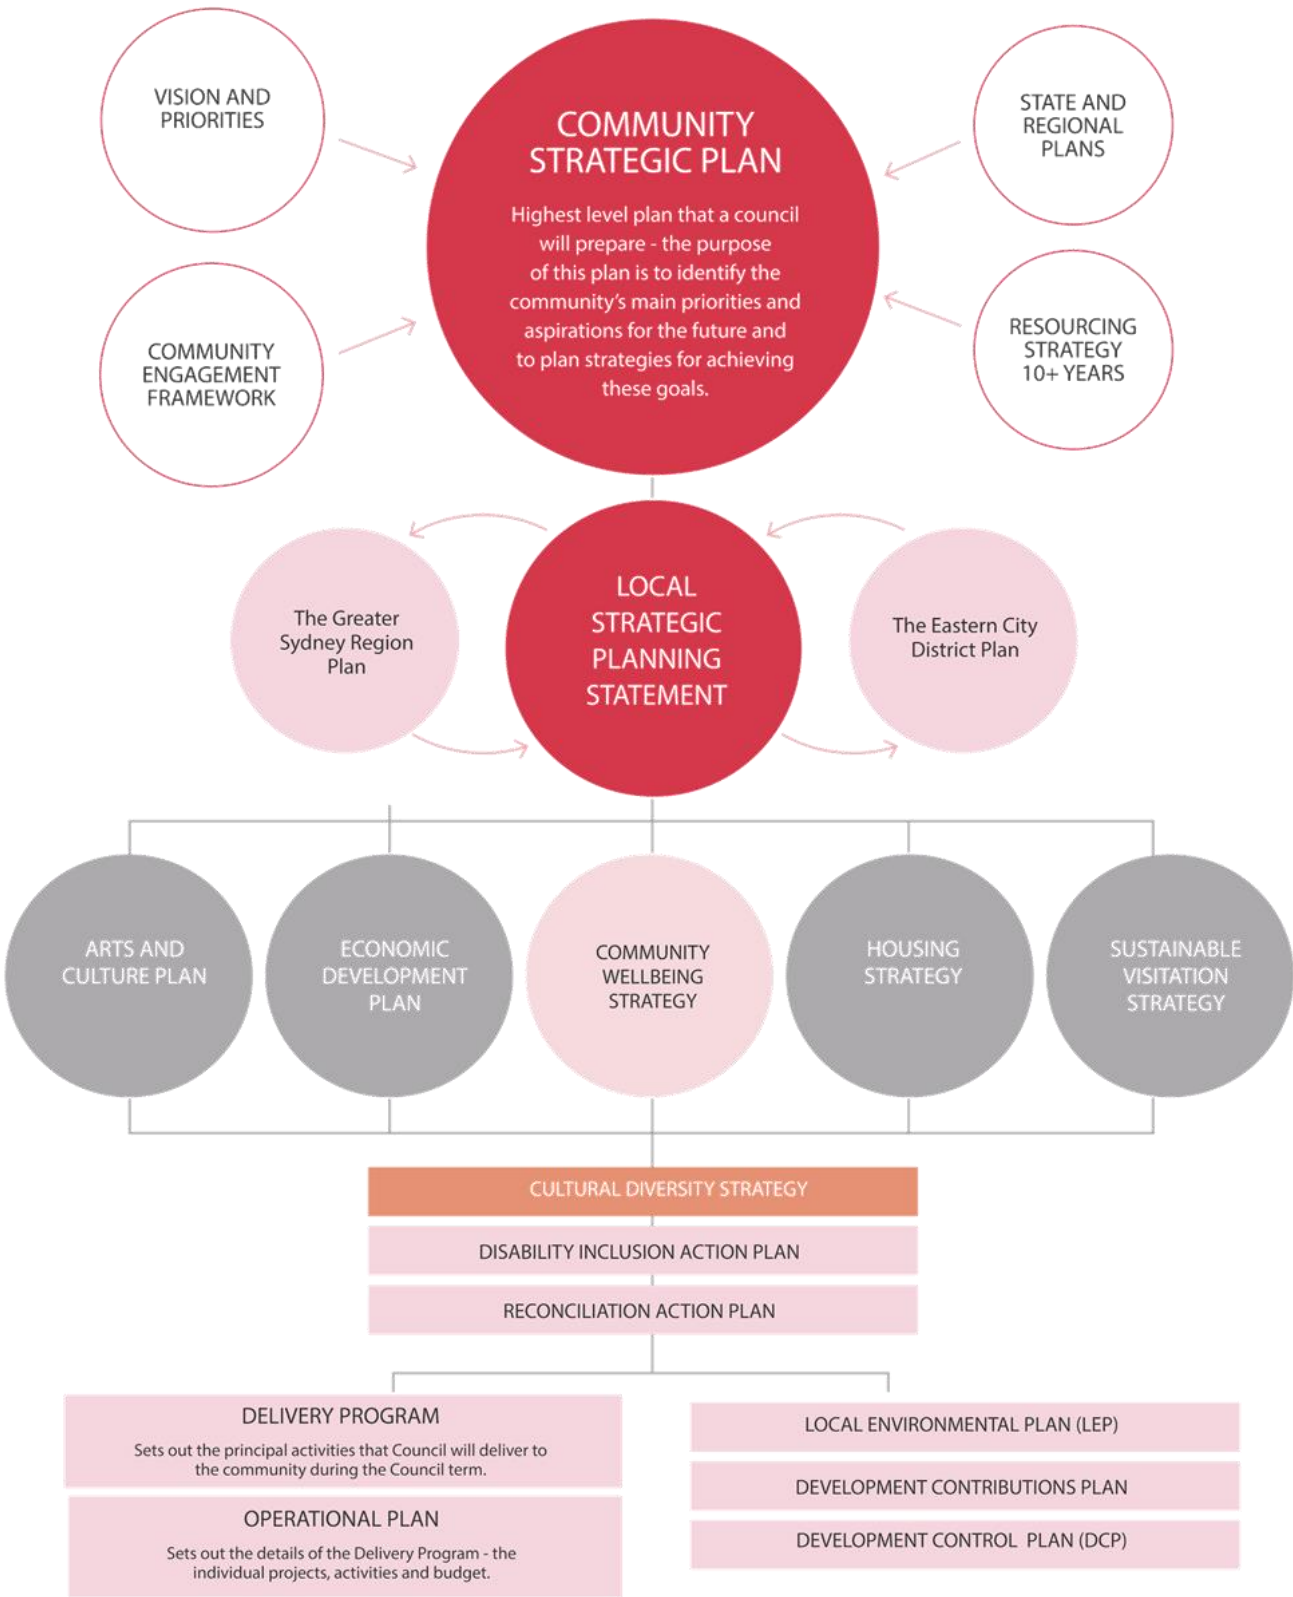 VISION AND
PRIORITIES
COMMUNITY
STRATEGIC PLAN
Highest level plan that a council
will prepare - the purpose
of this plan is to identify the
community's main priorities and
aspirations for the future and
to plan strategies for achieving
these goals.
STATE AND
REGIONAL
PLANS
COMMUNITY
ENGAGEMENT
FRAMEWORK
RESOURCING
STRATEGY
10+ YEARS
The Greater
Sydney Region
Plan
LOCAL
STRATEGIC
PLANNING
STATEMENT
The Eastern City
District Plan
ARTS AND
CULTURE PLAN
ECONOMIC
DEVELOPMENT
PLAN
COMMUNITY
WELLBEING
STRATEGY
HOUSING
STRATEGY
SUSTAINABLE
VISITATION
STRATEGY
CULTURAL DIVERSITY STRATEGY
DISABILITY INCLUSION ACTION PLAN
RECONCILIATION ACTION PLAN
DELIVERY PROGRAM
Sets out the principal activities that Council will deliver to
the community during the Council term.
OPERATIONAL PLAN
Sets out the details of the Delivery Program - the
individual projects, activities and budget.
LOCAL ENVIRONMENTAL PLAN (LEP)
DEVELOPMENT CONTRIBUTIONS PLAN
DEVELOPMENT CONTROL PLAN (DCP)